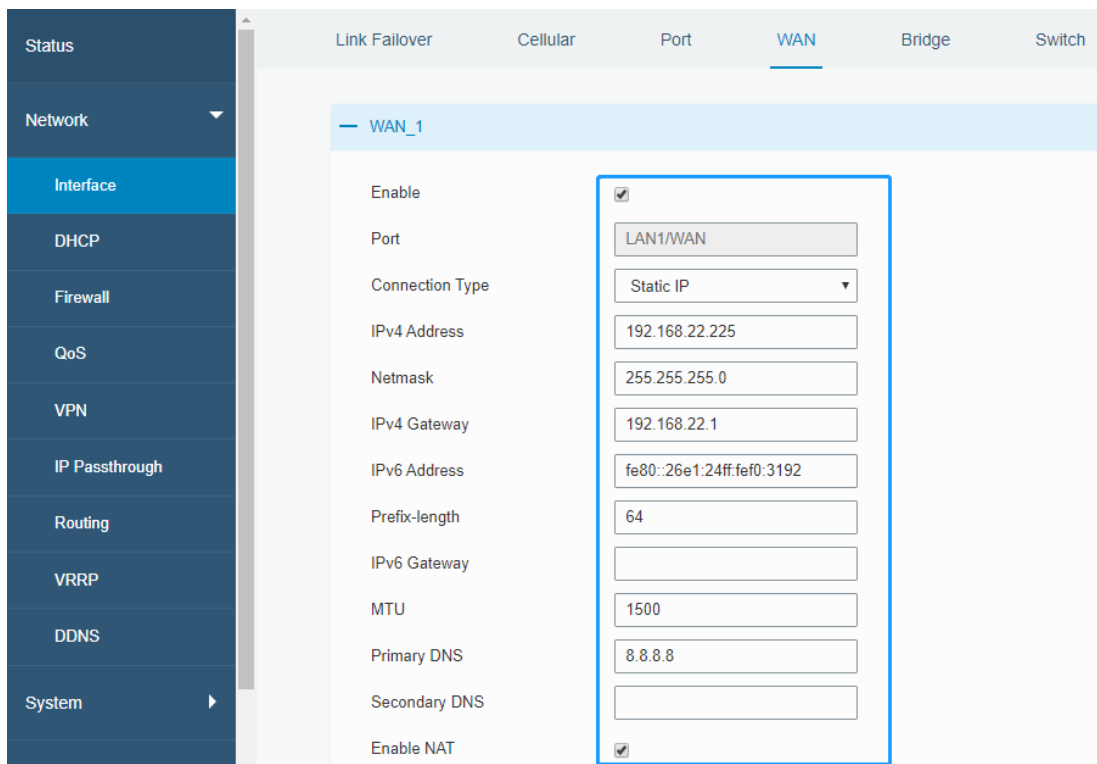 Status
Network
Interface
DHCP
Firewall
QoS
VPN
IP Passthrough
Routing
VRRP
DDNS
System
Link Failover Cellular Port WAN Bridge Switch
WAN_1
Enable
Port LAN1/WAN
Connection Type Static IP
IPv4 Address 192.168.22.225
Netmask 255.255.255.0
IPv4 Gateway 192.168.22.1
IPv6 Address fe80::26e1:24ff:fef0:3192
Prefix-length 64
IPv6 Gateway
MTU 1500
Primary DNS 8.8.8.8
Secondary DNS
Enable NAT